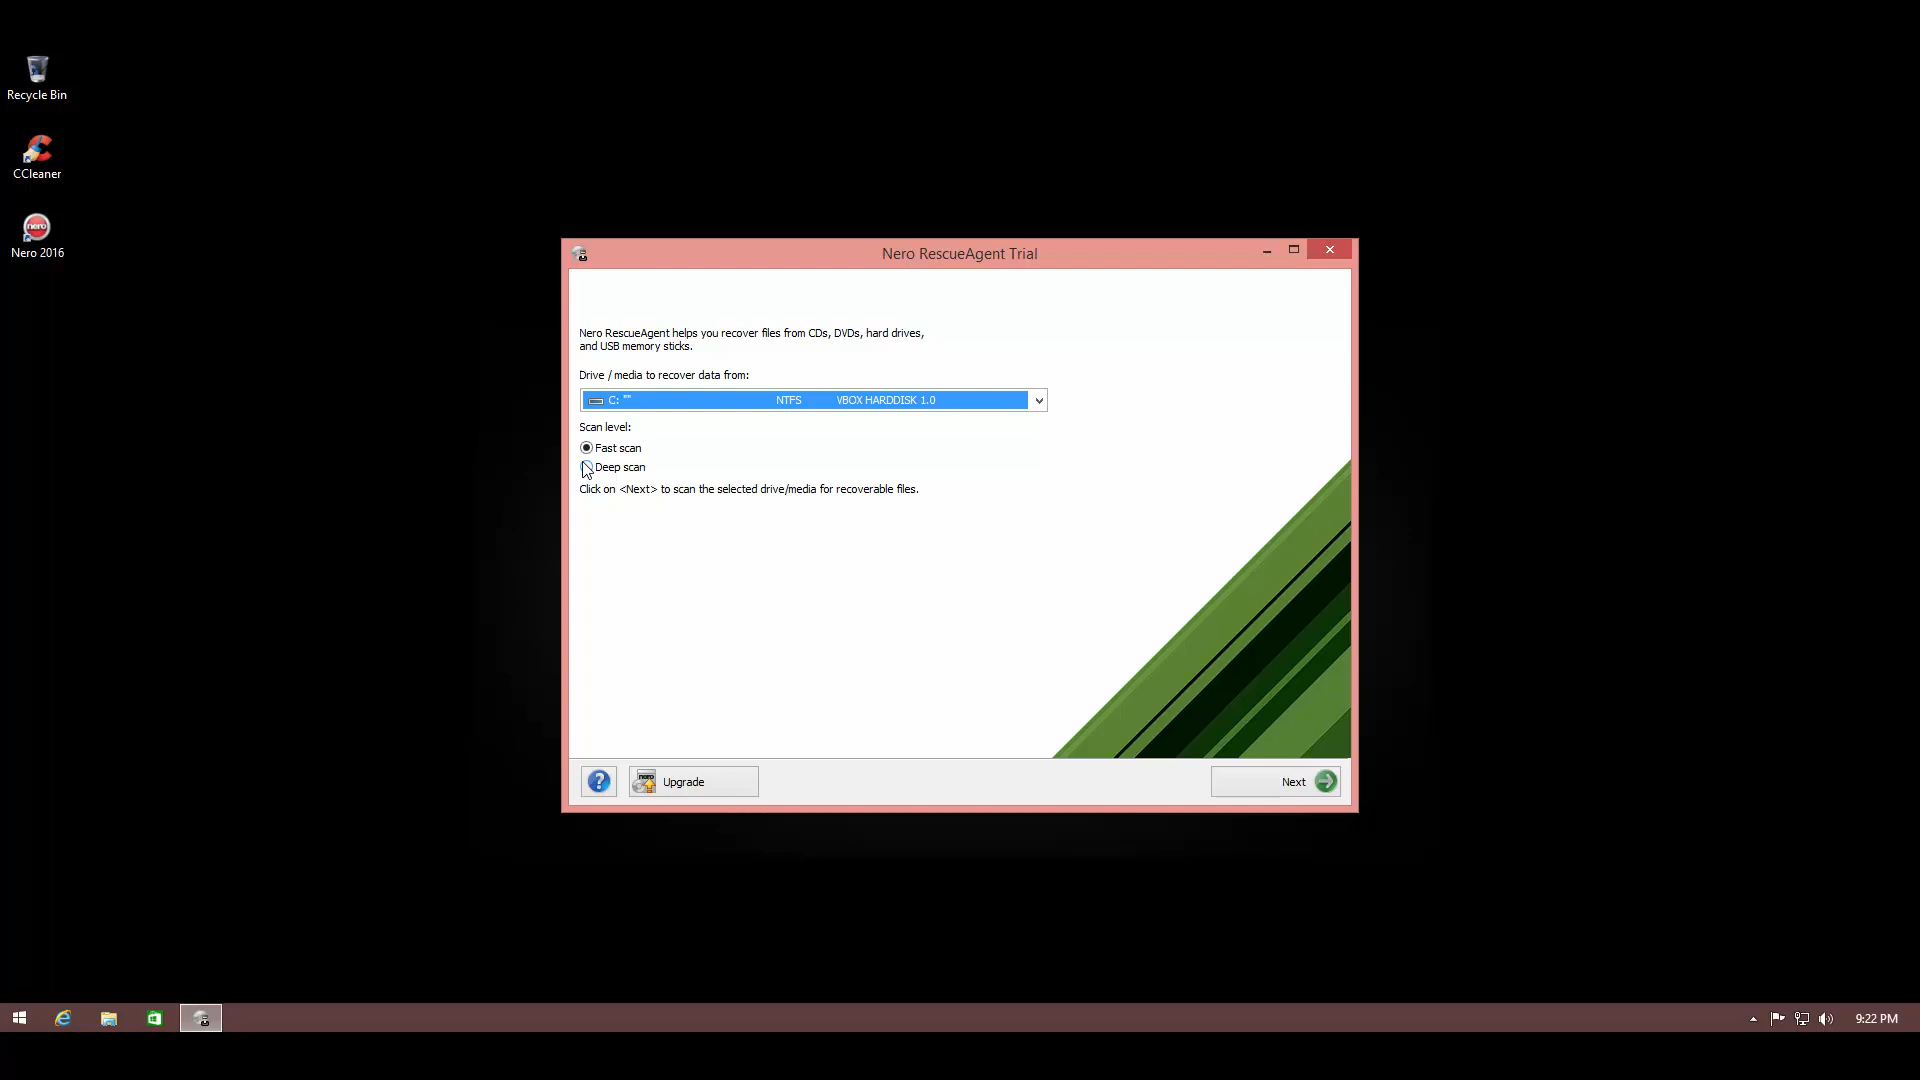 Recycle Bin
CCleaner
nero
Nero 2016
Nero RescueAgent Trial
Nero RescueAgent helps you recover files from CDs, DVDs, hard drives,
and USB memory sticks.
Drive / media to recover data from:
C: "" NTFS VBOX HARDDISK 1.0
Scan level:
Fast scan
Deep scan
Click on <Next> to scan the selected drive/media for recoverable files.
? nero Upgrade Next
9:22 PM